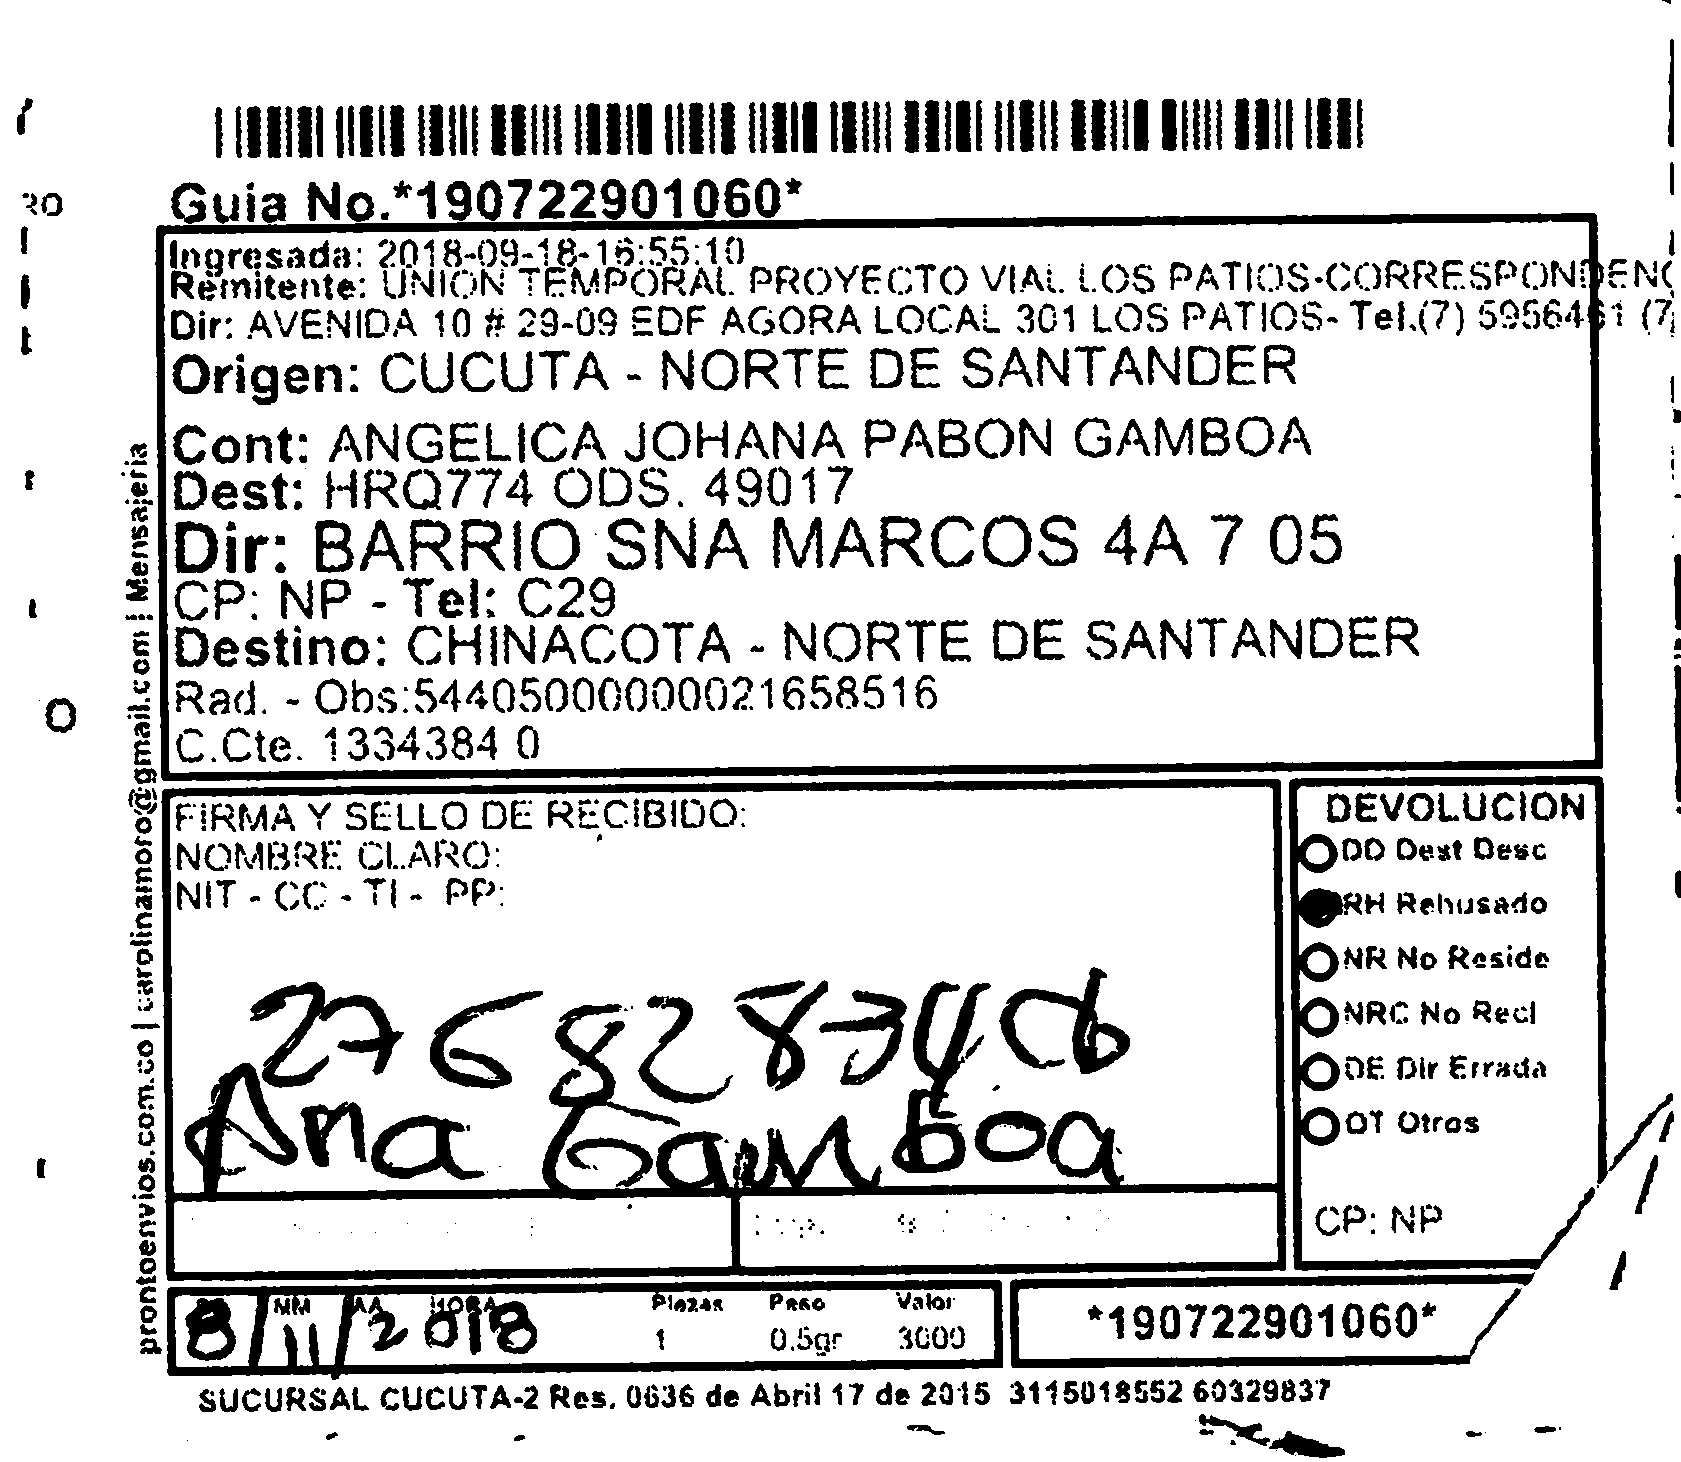 Guia No.*190722901060*
Ingresada: 2018-09-18-16:55:10
Remitente: UNION TEMPORAL PROYECTO VIAL LOS PATIOS-CORRESPONDENC
Dir: AVENIDA 10 # 29-09 EDF AGORA LOCAL 301 LOS PATIOS- Tel.(7) 5956461 (7
Origen: CUCUTA - NORTE DE SANTANDER
Cont: ANGELICA JOHANA PABON GAMBOA
Dest: HRQ774 ODS. 49017
Dir: BARRIO SNA MARCOS 4A 7 05
CP: NP - Tel: C29
Destino: CHINACOTA - NORTE DE SANTANDER
Rad. - Obs:544050000000021658516
C.Cte. 1334384 0
prontoenvios.com.co | carolinamoro@gmail.com | Mensajeria
FIRMA Y SELLO DE RECIBIDO:
NOMBRE CLARO:
NIT - CC - TI - PP:
Ana Gamboa
DEVOLUCION
DD Dest Desc
RH Rehusado
NR No Reside
NRC No Recl
DE Dir Errada
OT Otros
CP: NP
MM AA HORA
8/11/2018
Piezas Peso Valor
1 0.5gr 3000
*190722901060*
SUCURSAL CUCUTA-2 Res. 0636 de Abril 17 de 2015 3115018552 60329837